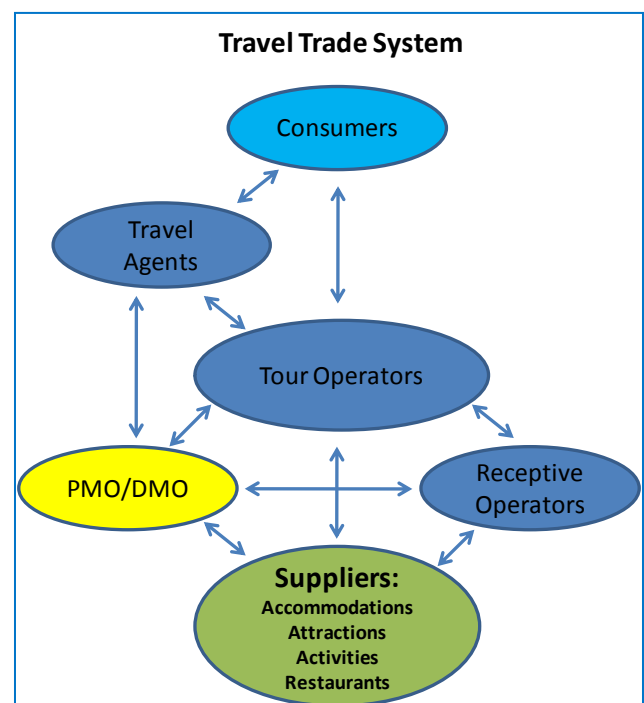 Travel Trade System
Consumers
Travel
Agents
Tour Operators
PMO/DMO
Receptive
Operators
Suppliers:
Accommodations
Attractions
Activities
Restaurants